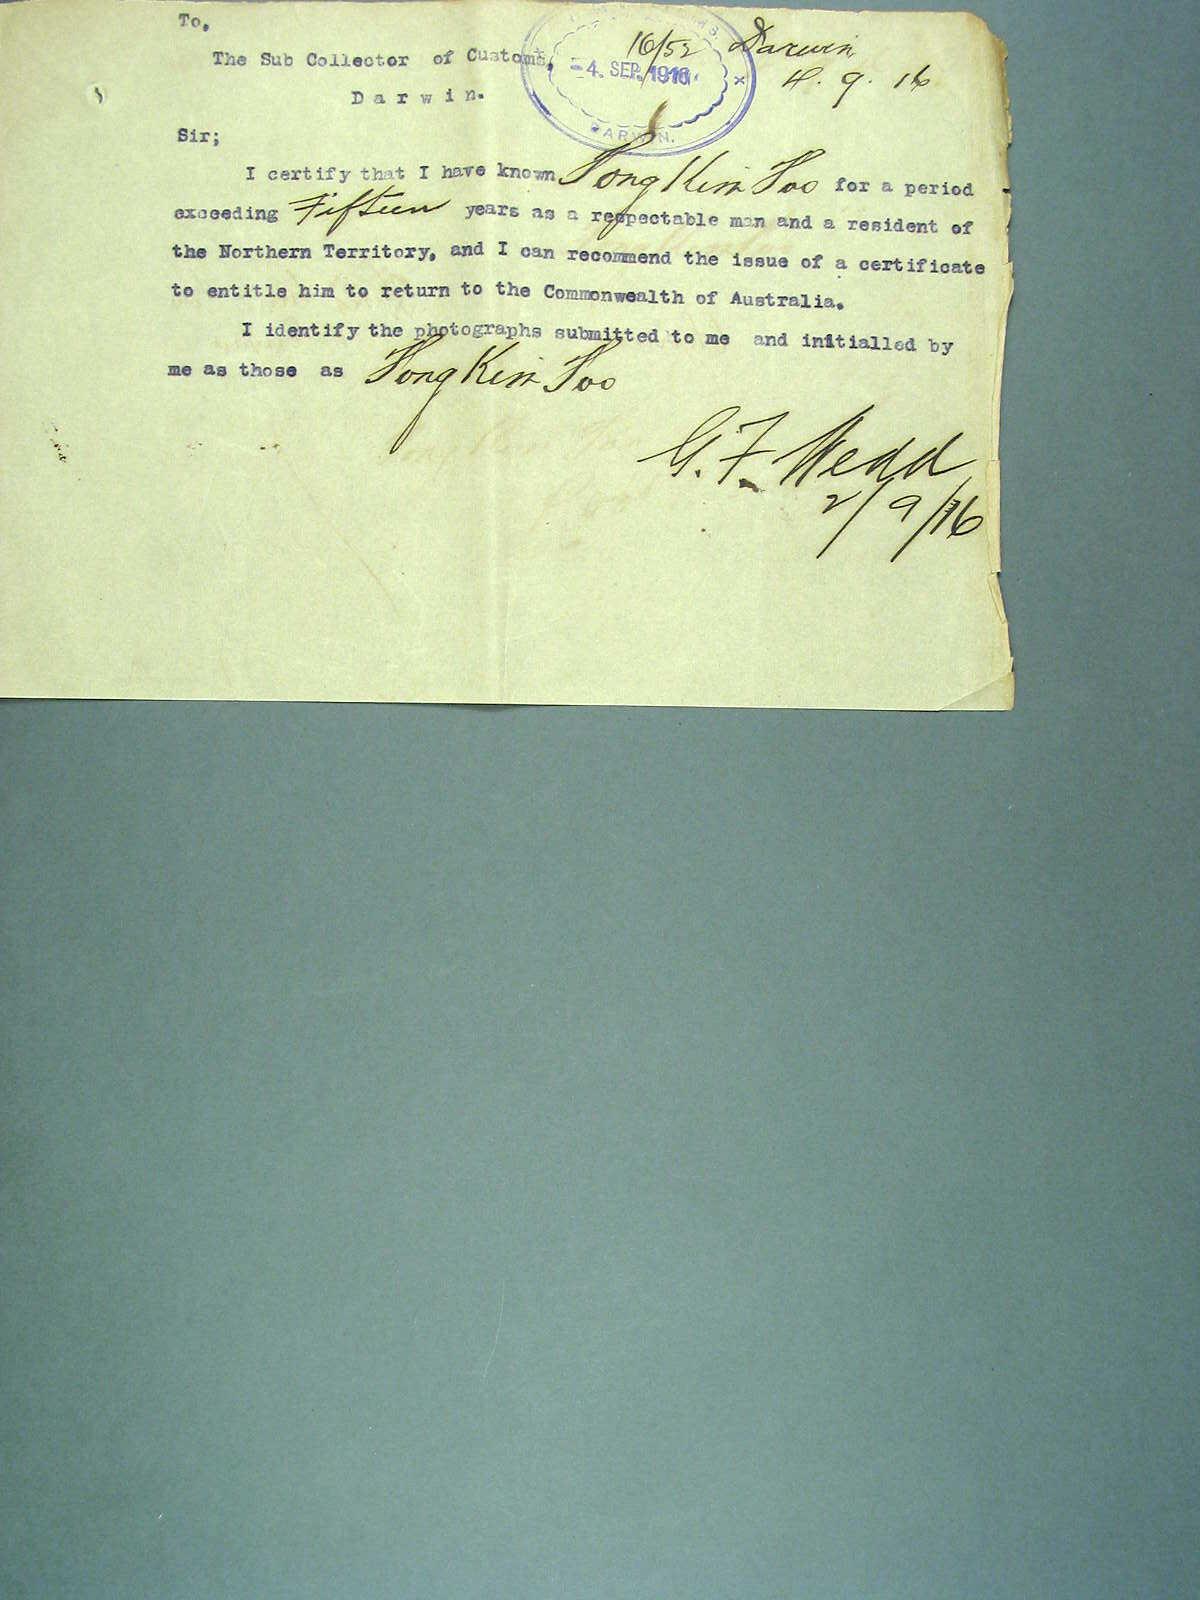 To,
16/52 Darwin
The Sub Collector of Customs,
-4. SEP. 1916
4. 9. 16
Darwin.
DARWIN.
Sir;
I certify that I have known Fong Kim Foo for a period
exceeding Fifteen years as a respectable man and a resident of
the Northern Territory, and I can recommend the issue of a certificate
to entitle him to return to the Commonwealth of Australia.
I identify the photographs submitted to me and initialled by
me as those as Fong Kim Foo
G. F. Wedd
2/9/16